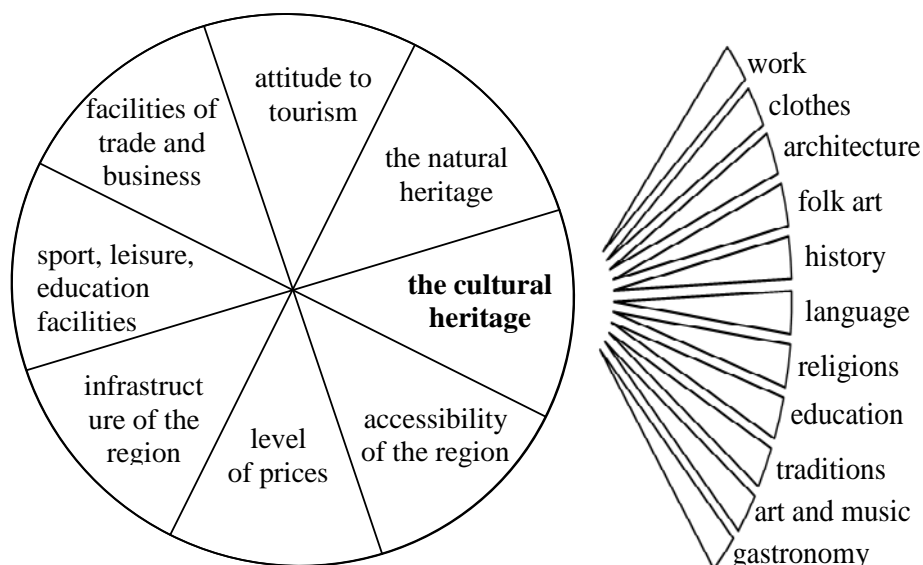 attitude to
tourism
the natural
heritage
the cultural
heritage
accessibility
of the region
level
of prices
infrastruct
ure of the
region
sport, leisure,
education
facilities
facilities of
trade and
business
work
clothes
architecture
folk art
history
language
religions
education
traditions
art and music
gastronomy